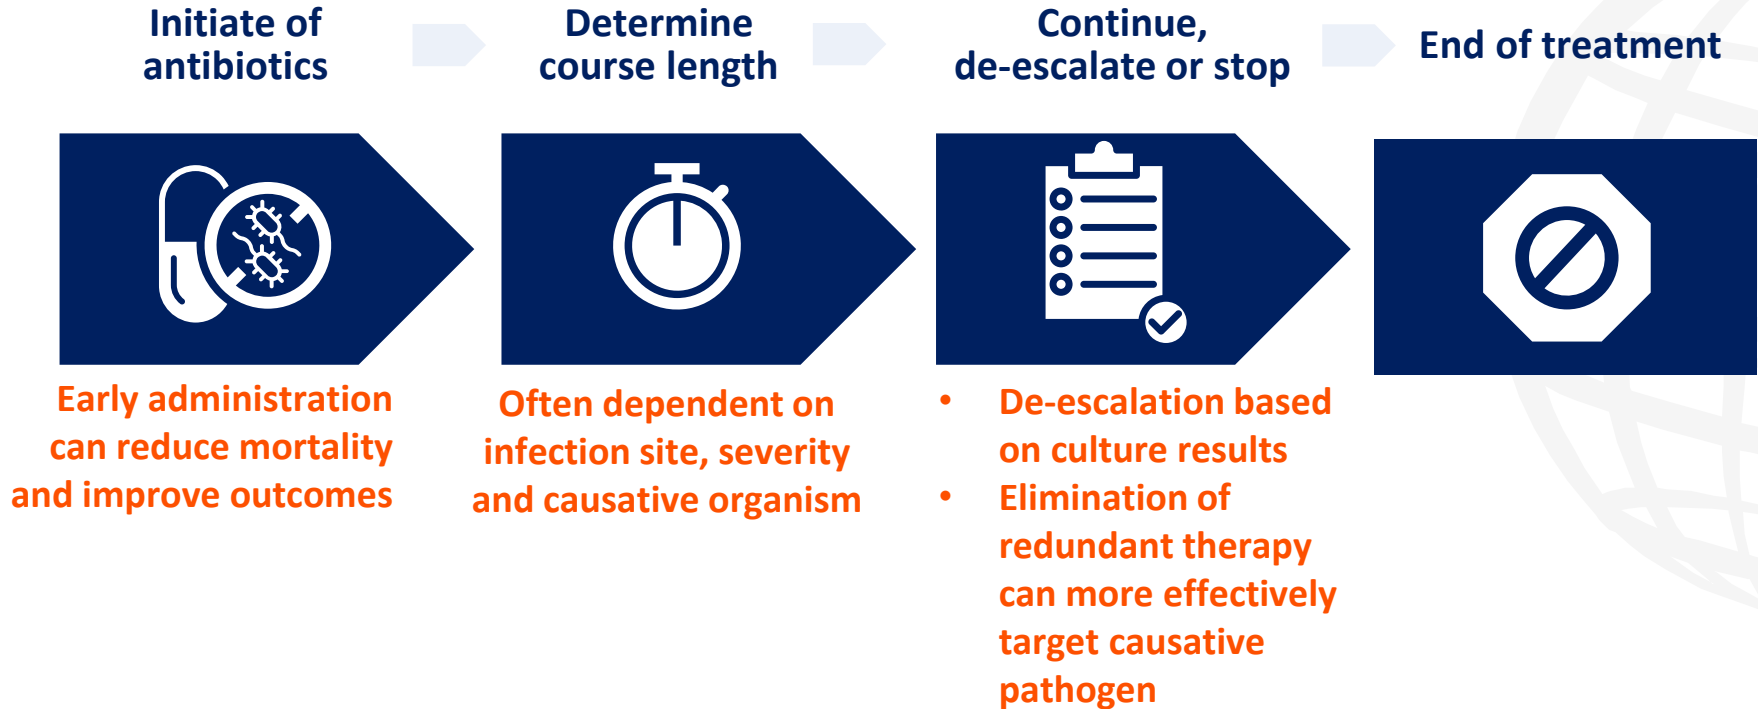 Initiate of
antibiotics
Determine
course length
Continue,
de-escalate or stop
End of treatment
Early administration
can reduce mortality
and improve outcomes
Often dependent on
infection site, severity
and causative organism
• De-escalation based
on culture results
• Elimination of
redundant therapy
can more effectively
target causative
pathogen